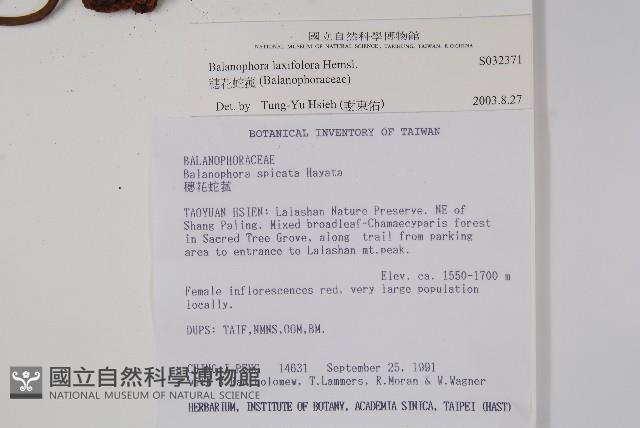 國立自然科學博物館
NATIONAL MUSEUM OF NATURAL SCIENCE, TAICHUNG, TAIWAN, R.O.CHINA
Balanophora laxifolora Hemsl. S032371
穗花蛇菰 (Balanophoraceae)
Det. by Tung-Yu Hsieh (謝東佑) 2003.8.27
BOTANICAL INVENTORY OF TAIWAN
BALANOPHORACEAE
Balanophora spicata Hayata
穗花蛇菰
TAOYUAN HSIEN: Lalashan Nature Preserve. NE of
Shang Paling. Mixed broadleaf-Chamaecyparis forest
in Sacred Tree Grove, along trail from parking
area to entrance to Lalashan mt.peak.
Elev. ca. 1550-1700 m
Female inflorescences red, very large population
locally.
DUPS: TAIF,NMNS,OOM,BM.
PENG 14631 September 25, 1991
T.Lammers, R.Moran & W.Wagner
HERBARIUM, INSTITUTE OF BOTANY, ACADEMIA SINICA, TAIPEI (HAST)
國立自然科學博物館
NATIONAL MUSEUM OF NATURAL SCIENCE